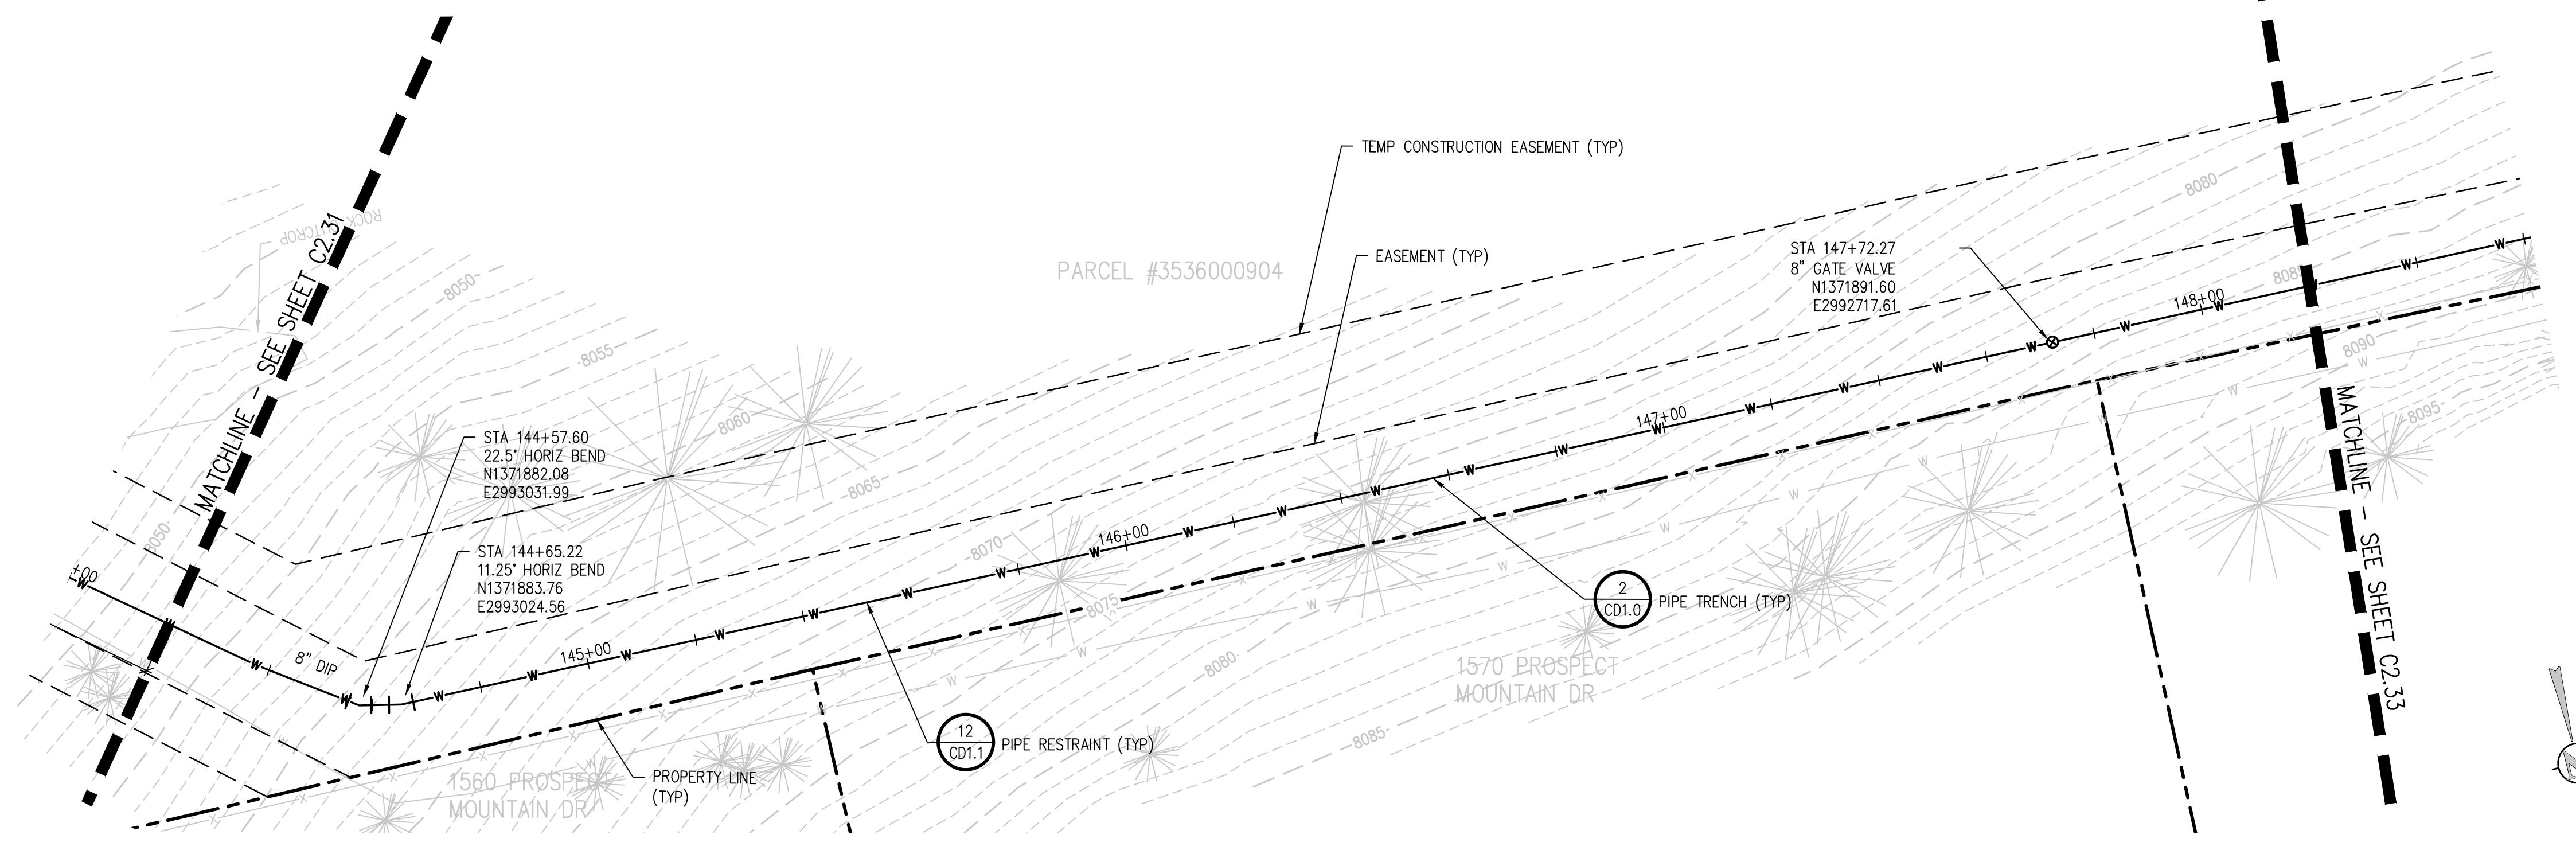 MATCHLINE - SEE SHEET C2.31
ROCK OUTCROP
8050
8055
8060
8065
8050
+00
W
8" DIP
STA 144+57.60
22.5° HORIZ BEND
N1371882.08
E2993031.99
STA 144+65.22
11.25° HORIZ BEND
N1371883.76
E2993024.56
145+00
146+00
147+00
148+00
TEMP CONSTRUCTION EASEMENT (TYP)
EASEMENT (TYP)
PARCEL #3536000904
STA 147+72.27
8" GATE VALVE
N1371891.60
E2992717.61
8070
8075
8080
8085
8080
8085
8090
8095
2
CD1.0
PIPE TRENCH (TYP)
12
CD1.1
PIPE RESTRAINT (TYP)
PROPERTY LINE
(TYP)
1560 PROSPECT
MOUNTAIN DR
1570 PROSPECT
MOUNTAIN DR
MATCHLINE - SEE SHEET C2.33